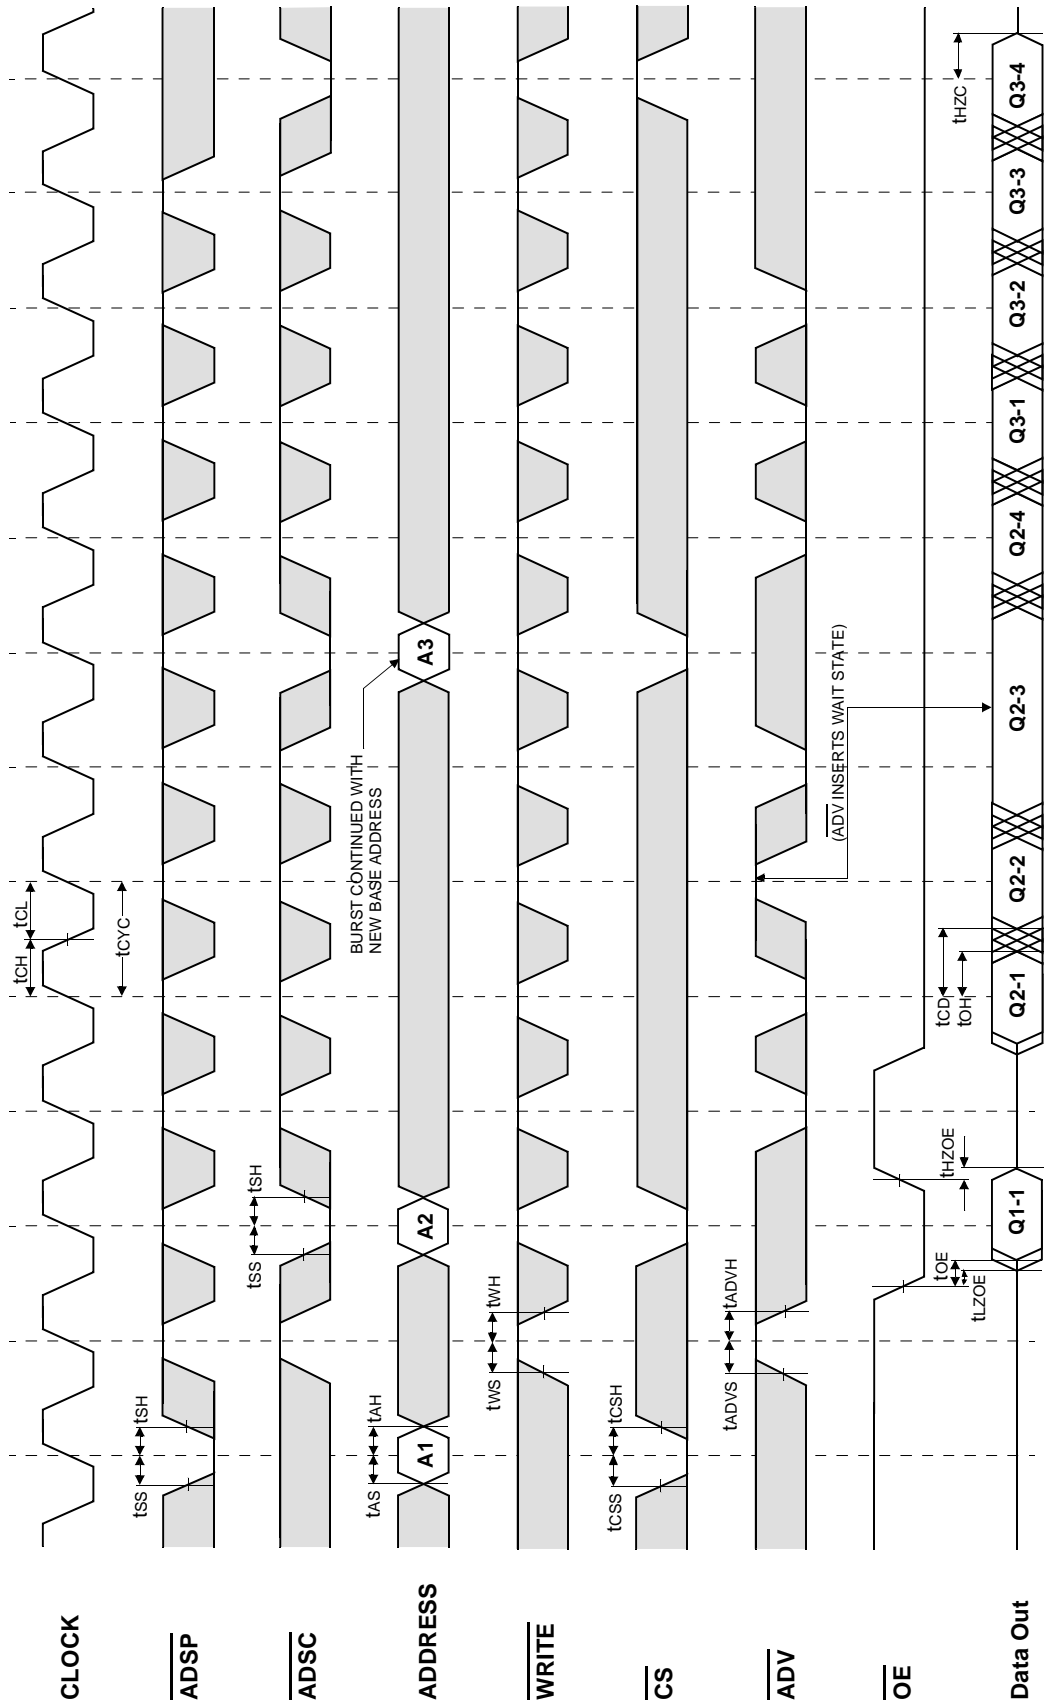 CLOCK
tCH
tCL
tCYC
ADSP
tSS
tSH
ADSC
tSS
tSH
BURST CONTINUED WITH
NEW BASE ADDRESS
ADDRESS
tAS
tAH
A1
A2
A3
WRITE
tWS
tWH
CS
tCSS
tCSH
ADV
tADVS
tADVH
(ADV INSERTS WAIT STATE)
OE
tOE
tLZOE
tHZOE
tCD
tOH
tHZC
Data Out
Q1-1
Q2-1
Q2-2
Q2-3
Q2-4
Q3-1
Q3-2
Q3-3
Q3-4